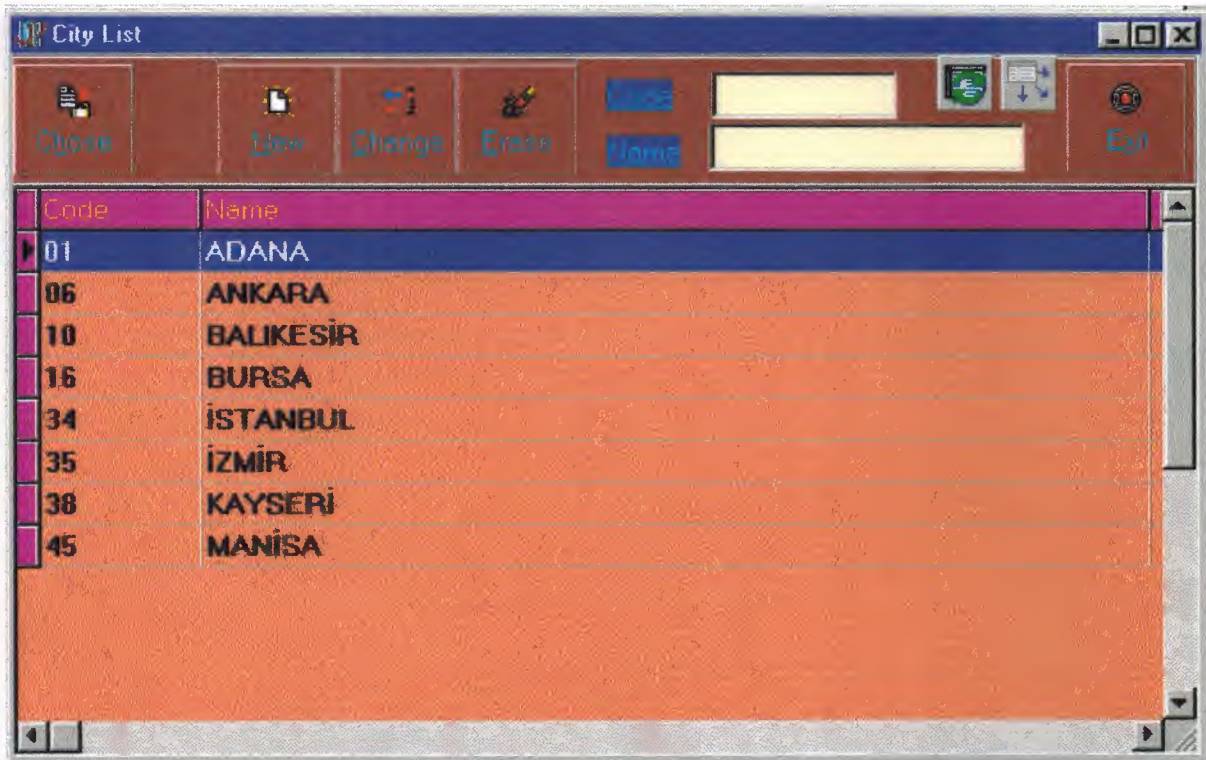 City List
Chose New Change Erase Code Exit
Name
Code Name
01 ADANA
06 ANKARA
10 BALIKESİR
16 BURSA
34 İSTANBUL
35 İZMİR
38 KAYSERİ
45 MANİSA